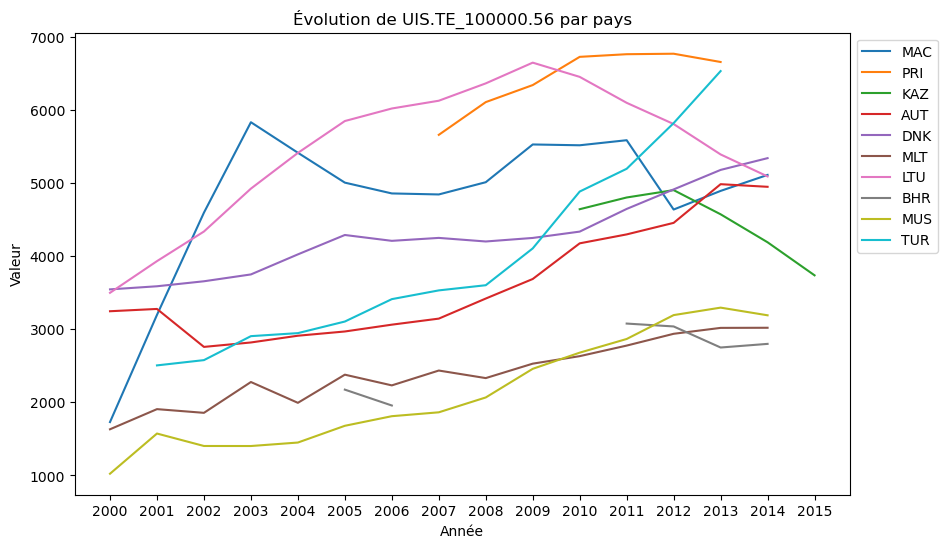 Évolution de UIS.TE_100000.56 par pays
Valeur
7000
6000
5000
4000
3000
2000
1000
2000 2001 2002 2003 2004 2005 2006 2007 2008 2009 2010 2011 2012 2013 2014 2015
Année
MAC
PRI
KAZ
AUT
DNK
MLT
LTU
BHR
MUS
TUR